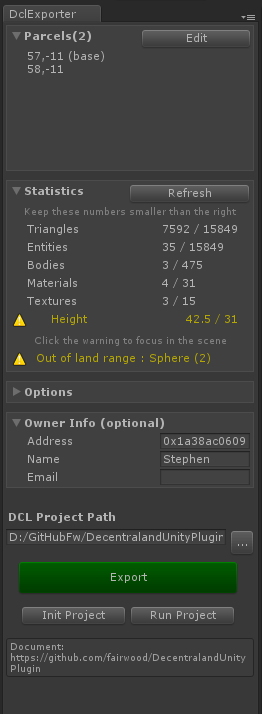 DclExporter
Parcels(2) Edit
57,-11 (base)
58,-11
Statistics Refresh
Keep these numbers smaller than the right
Triangles 7592 / 15849
Entities 35 / 15849
Bodies 3 / 475
Materials 4 / 31
Textures 3 / 15
Height 42.5 / 31
Click the warning to focus in the scene
Out of land range : Sphere (2)
Options
Owner Info (optional)
Address 0x1a38ac0609
Name Stephen
Email
DCL Project Path
D:/GitHubFw/DecentralandUnityPlugin ...
Export
Init Project Run Project
Document:
https://github.com/fairwood/DecentralandUnity
Plugin